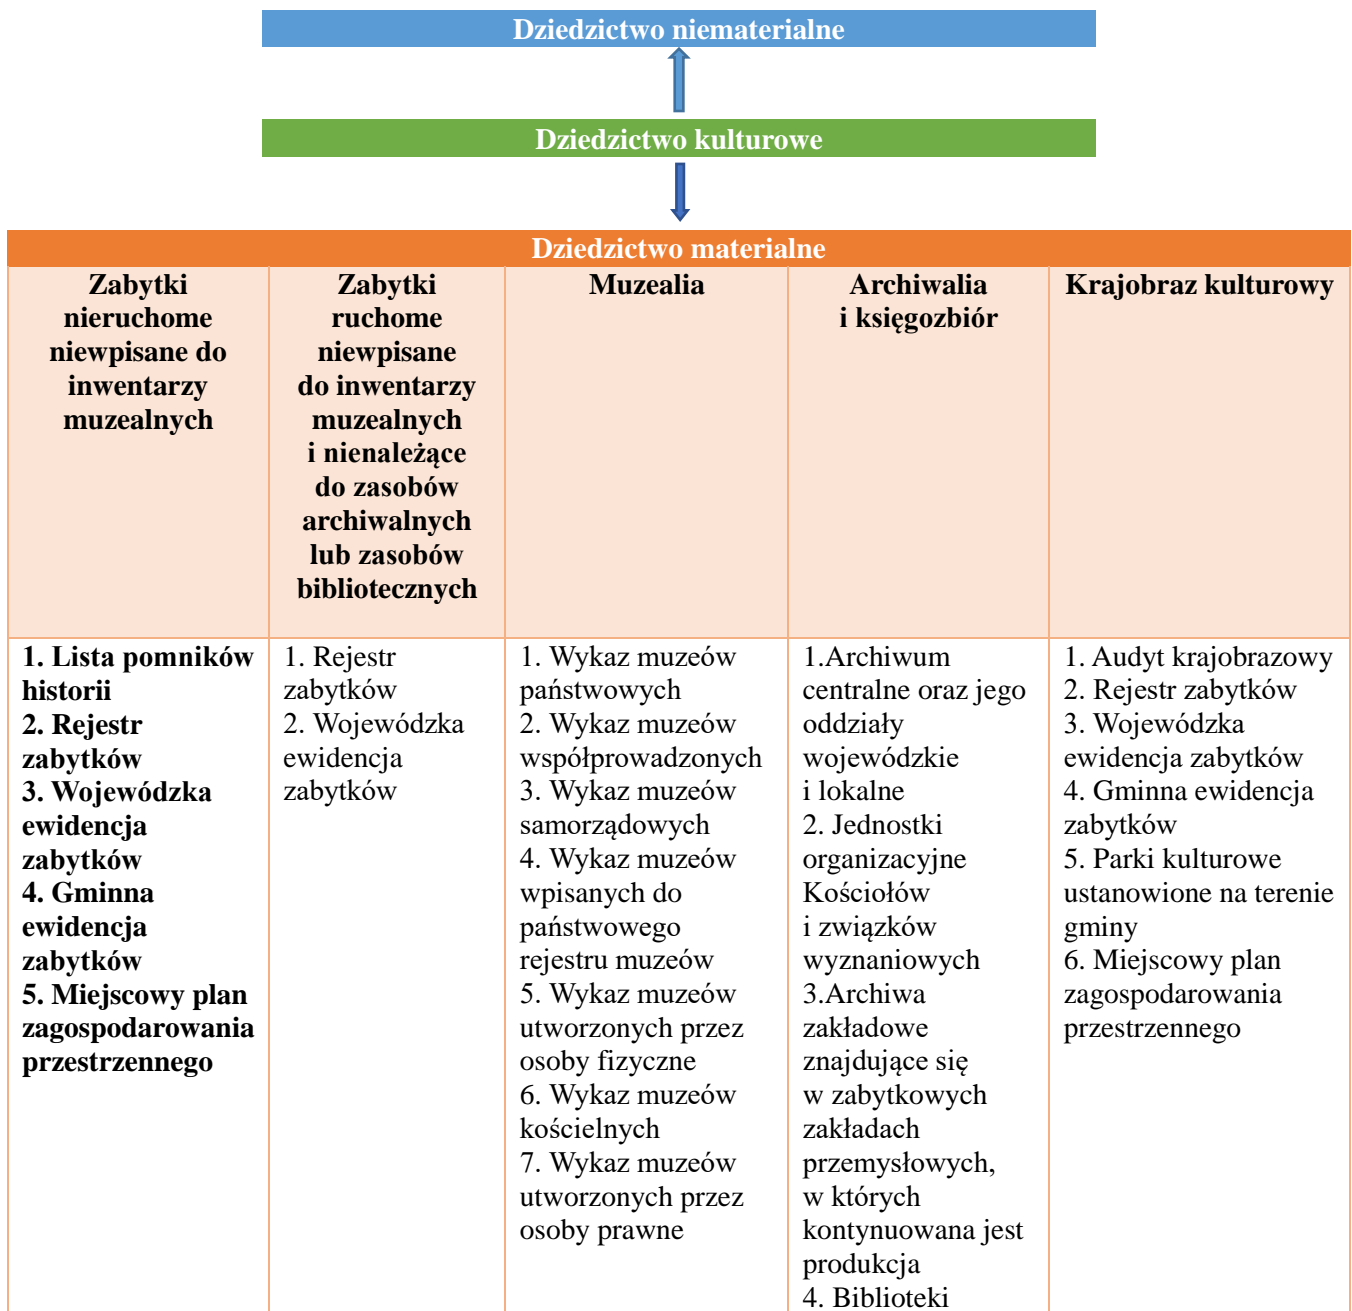 Dziedzictwo niematerialne
Dziedzictwo kulturowe
Dziedzictwo materialne
Zabytki
nieruchome
niewpisane do
inwentarzy
muzealnych
Zabytki
ruchome
niewpisane
do inwentarzy
muzealnych
i nienależące
do zasobów
archiwalnych
lub zasobów
bibliotecznych
Muzealia
Archiwalia
i księgozbiór
Krajobraz kulturowy
1. Lista pomników
historii
2. Rejestr
zabytków
3. Wojewódzka
ewidencja
zabytków
4. Gminna
ewidencja
zabytków
5. Miejscowy plan
zagospodarowania
przestrzennego
1. Rejestr
zabytków
2. Wojewódzka
ewidencja
zabytków
1. Wykaz muzeów
państwowych
2. Wykaz muzeów
współprowadzonych
3. Wykaz muzeów
samorządowych
4. Wykaz muzeów
wpisanych do
państwowego
rejestru muzeów
5. Wykaz muzeów
utworzonych przez
osoby fizyczne
6. Wykaz muzeów
kościelnych
7. Wykaz muzeów
utworzonych przez
osoby prawne
1.Archiwum
centralne oraz jego
oddziały
wojewódzkie
i lokalne
2. Jednostki
organizacyjne
Kościołów
i związków
wyznaniowych
3.Archiwa
zakładowe
znajdujące się
w zabytkowych
zakładach
przemysłowych,
w których
kontynuowana jest
produkcja
4. Biblioteki
1. Audyt krajobrazowy
2. Rejestr zabytków
3. Wojewódzka
ewidencja zabytków
4. Gminna ewidencja
zabytków
5. Parki kulturowe
ustanowione na terenie
gminy
6. Miejscowy plan
zagospodarowania
przestrzennego